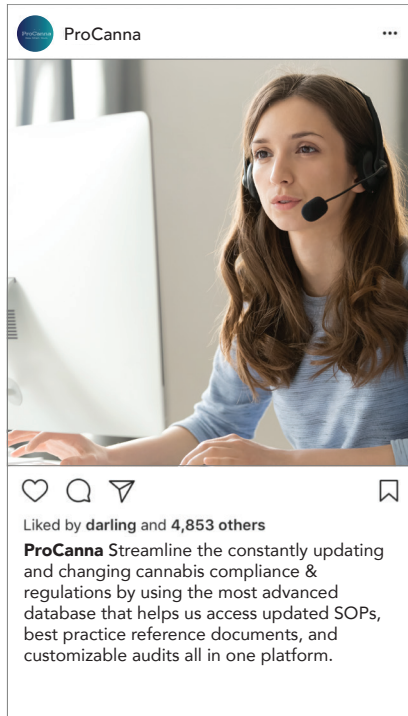 ProCanna
ProCanna
Liked by darling and 4,853 others
ProCanna Streamline the constantly updating
and changing cannabis compliance &
regulations by using the most advanced
database that helps us access updated SOPs,
best practice reference documents, and
customizable audits all in one platform.